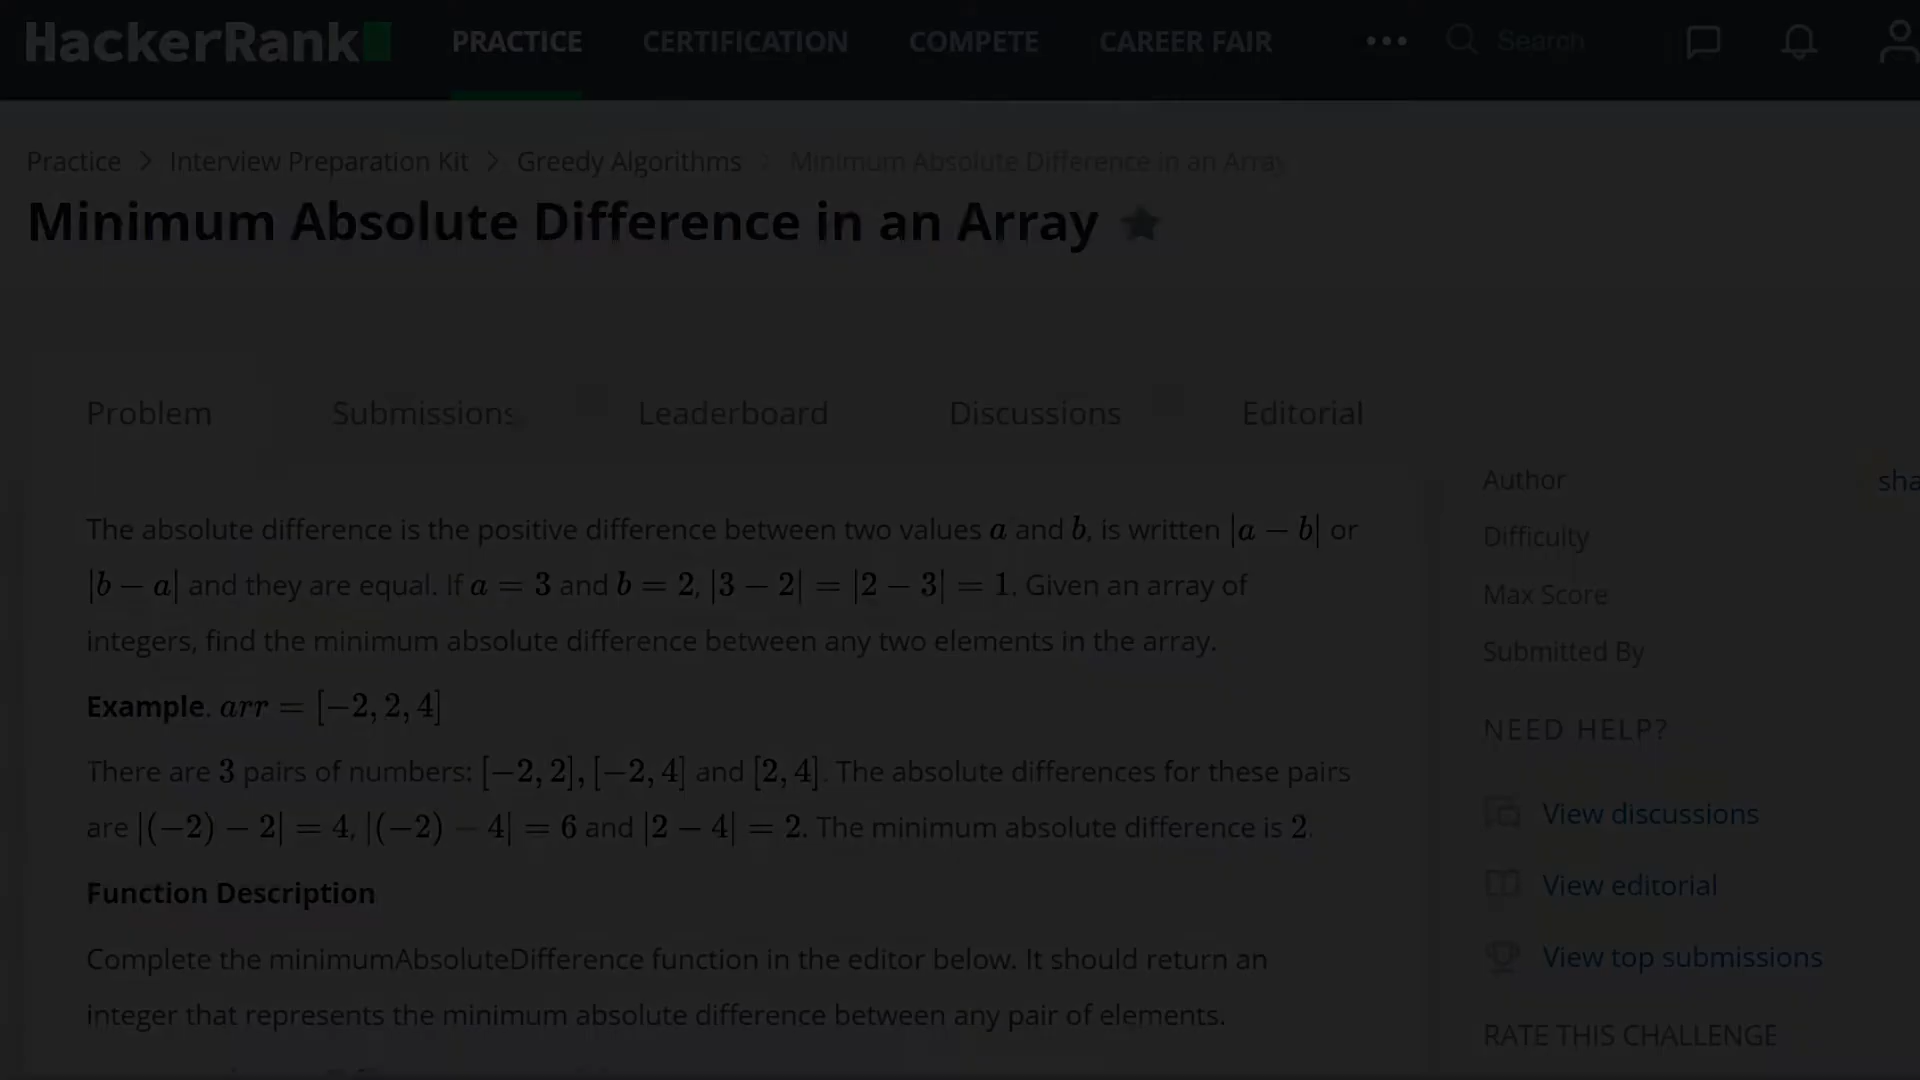 HackerRank
PRACTICE CERTIFICATION COMPETE CAREER FAIR ••• Search
Practice > Interview Preparation Kit > Greedy Algorithms > Minimum Absolute Difference in an Array
Minimum Absolute Difference in an Array
Problem Submissions Leaderboard Discussions Editorial
The absolute difference is the positive difference between two values a and b, is written |a − b| or
|b − a| and they are equal. If a = 3 and b = 2, |3 − 2| = |2 − 3| = 1. Given an array of
integers, find the minimum absolute difference between any two elements in the array.
Example. arr = [−2, 2, 4]
There are 3 pairs of numbers: [−2, 2], [−2, 4] and [2, 4]. The absolute differences for these pairs
are |(−2) − 2| = 4, |(−2) − 4| = 6 and |2 − 4| = 2. The minimum absolute difference is 2.
Function Description
Complete the minimumAbsoluteDifference function in the editor below. It should return an
integer that represents the minimum absolute difference between any pair of elements.
Author sha
Difficulty
Max Score
Submitted By
NEED HELP?
View discussions
View editorial
View top submissions
RATE THIS CHALLENGE